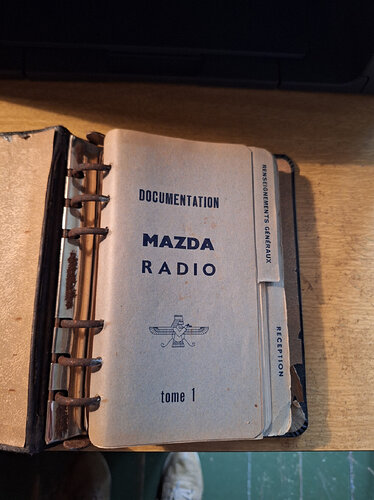 DOCUMENTATION
MAZDA
RADIO
tome 1
RENSEIGNEMENTS GÉNÉRAUX
RÉCEPTION